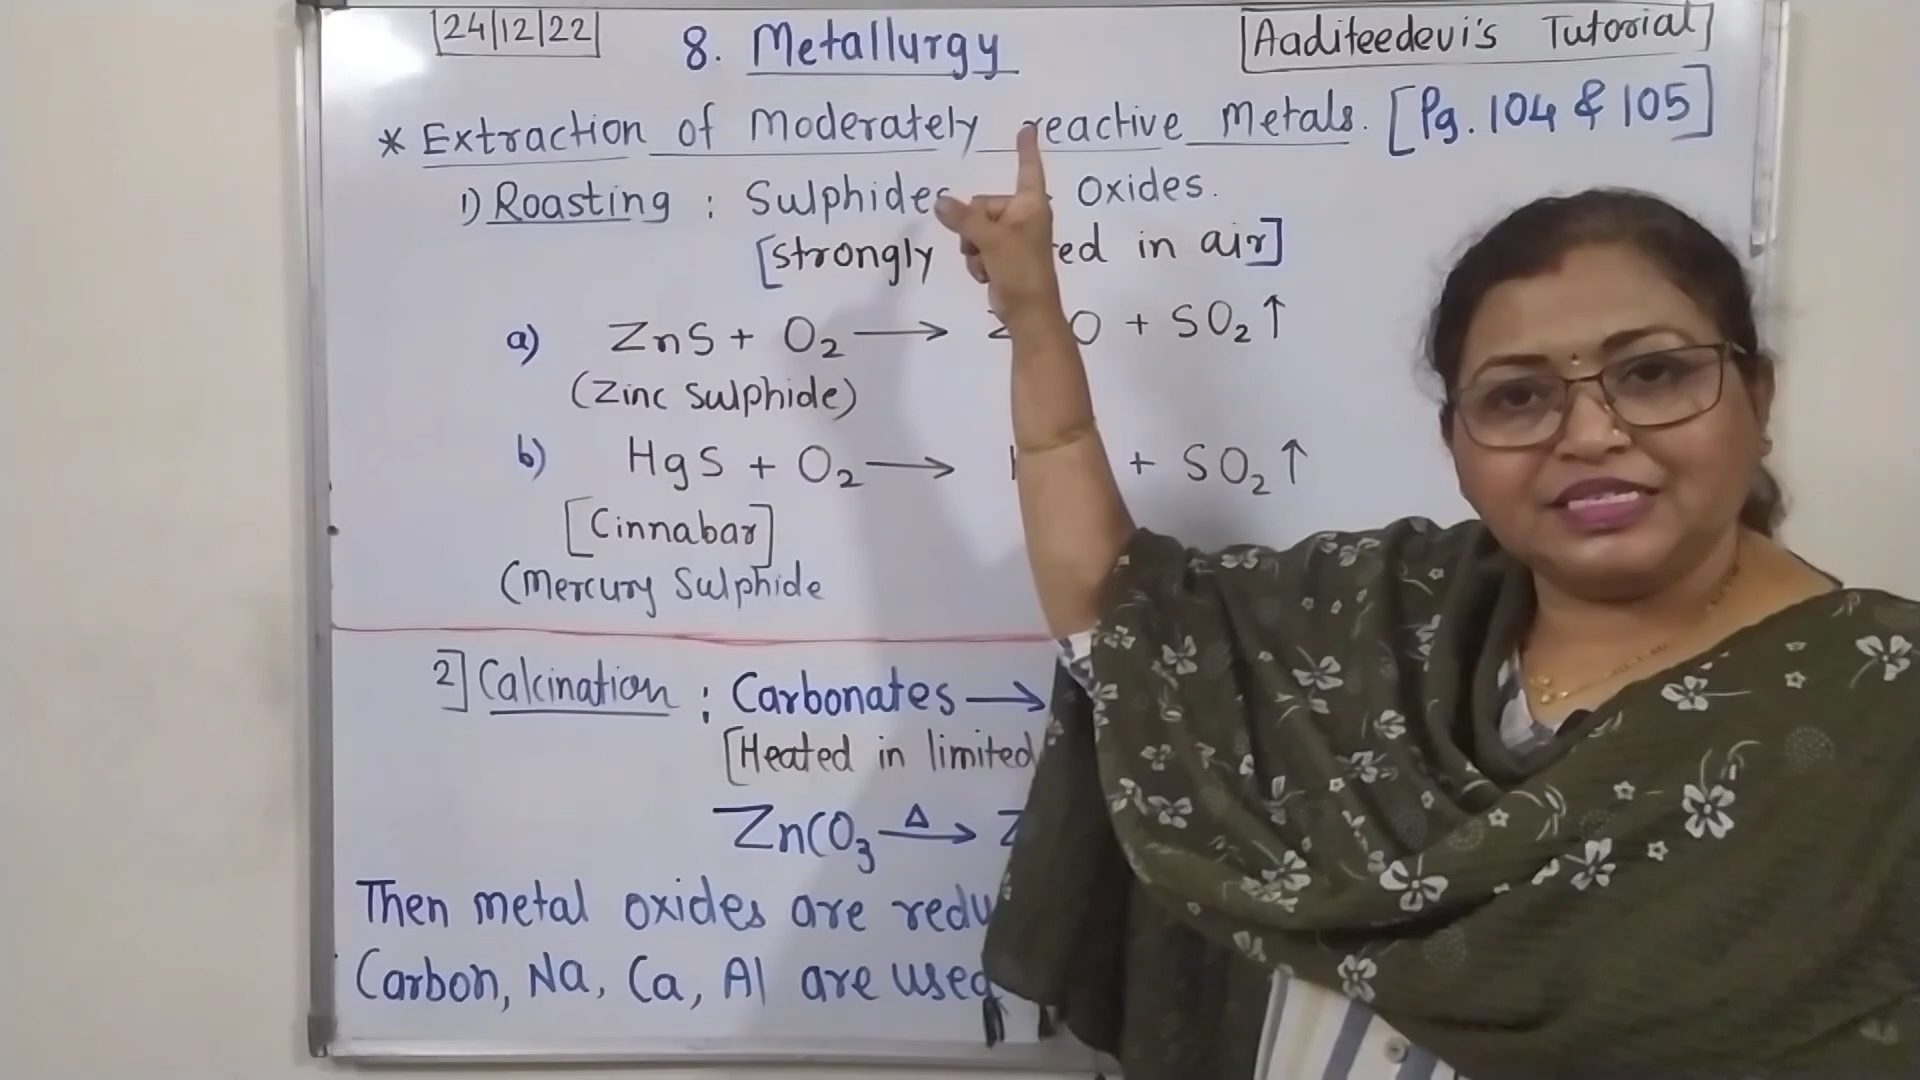 24/12/22
8. Metallurgy
Aaditeedevi's Tutorial
* Extraction of Moderately reactive Metals. [Pg. 104 & 105]
1) Roasting : Sulphides Oxides.
[strongly ed in air]
a) ZnS + O₂ → O + SO₂↑
(Zinc sulphide)
b) HgS + O₂ → + SO₂↑
[Cinnabar]
(Mercury Sulphide
2] Calcination : Carbonates →
[Heated in limited
ZnCO₃ Δ→ Z
Then metal oxides are redu
Carbon, Na, Ca, Al are used